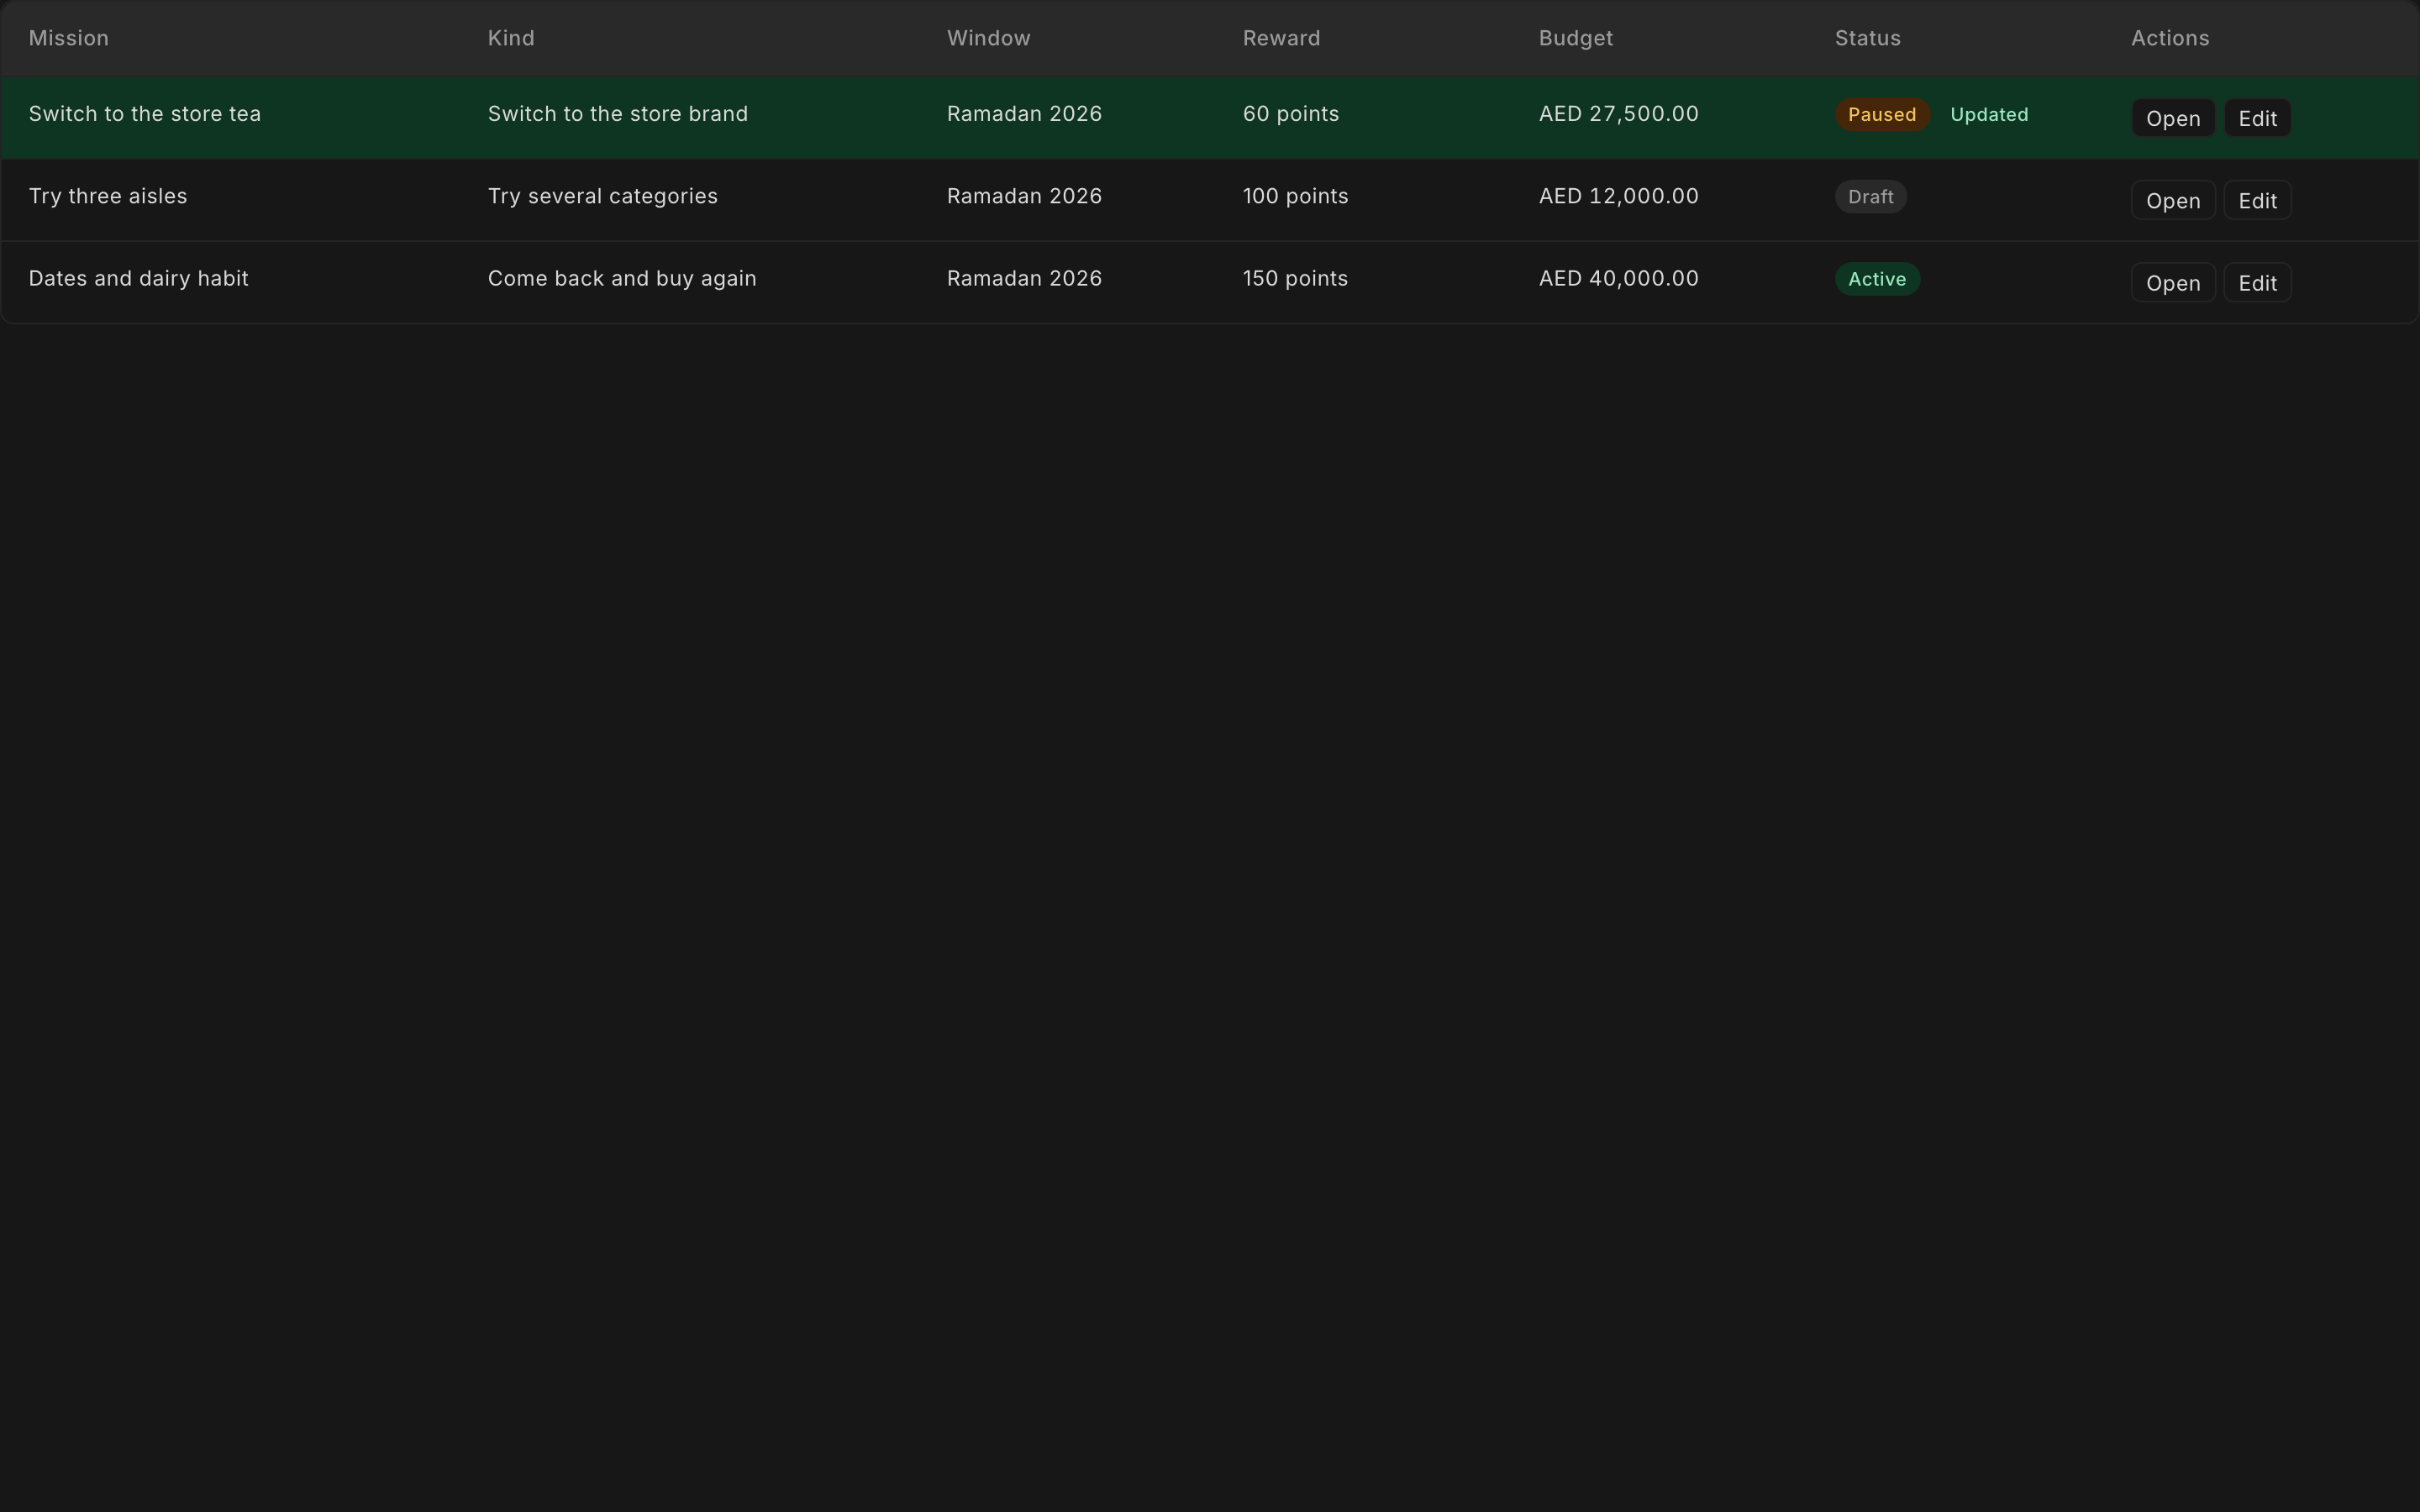 Mission Kind Window Reward Budget Status Actions
Switch to the store tea Switch to the store brand Ramadan 2026 60 points AED 27,500.00 Paused Updated Open Edit
Try three aisles Try several categories Ramadan 2026 100 points AED 12,000.00 Draft Open Edit
Dates and dairy habit Come back and buy again Ramadan 2026 150 points AED 40,000.00 Active Open Edit